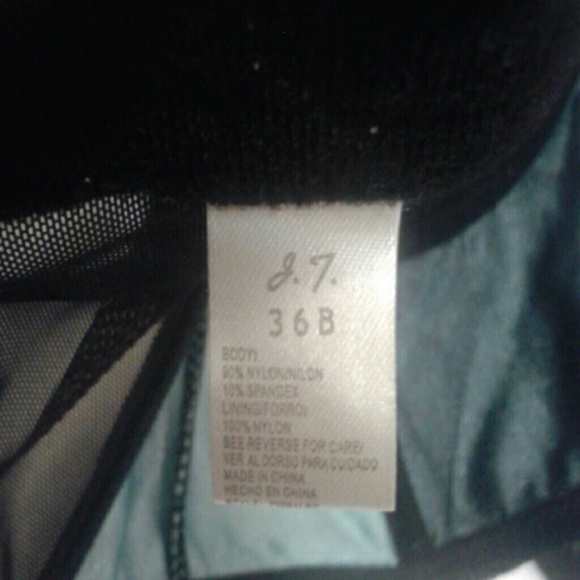 J.T.
36B
BODY:
90% NYLON/NILON
10% SPANDEX
LINING/FORRO:
100% NYLON
SEE REVERSE FOR CARE/
VER AL DORSO PARA CUIDADO
MADE IN CHINA
HECHO EN CHINA